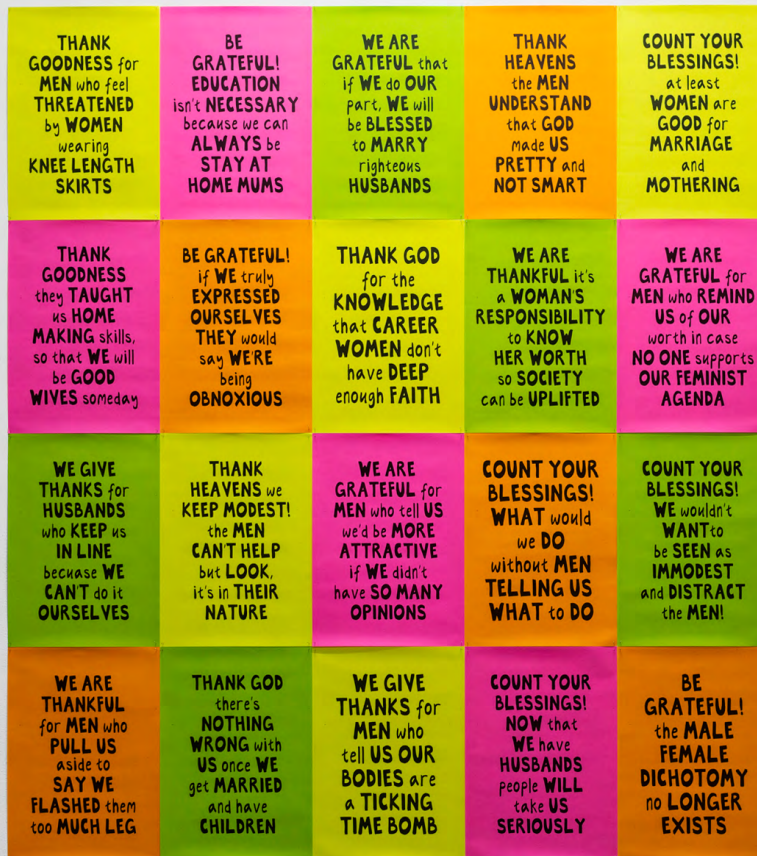 THANK
GOODNESS for
MEN who feel
THREATENED
by WOMEN
wearing
KNEE LENGTH
SKIRTS
BE
GRATEFUL!
EDUCATION
isn't NECESSARY
because we can
ALWAYS be
STAY AT
HOME MUMS
WE ARE
GRATEFUL that
if WE do OUR
part, WE will
be BLESSED
to MARRY
righteous
HUSBANDS
THANK
HEAVENS
the MEN
UNDERSTAND
that GOD
made US
PRETTY and
NOT SMART
COUNT YOUR
BLESSINGS!
at least
WOMEN are
GOOD for
MARRIAGE
and
MOTHERING
THANK
GOODNESS
they TAUGHT
us HOME
MAKING skills,
so that WE will
be GOOD
WIVES someday
BE GRATEFUL!
if WE truly
EXPRESSED
OURSELVES
THEY would
say WE'RE
being
OBNOXIOUS
THANK GOD
for the
KNOWLEDGE
that CAREER
WOMEN don't
have DEEP
enough FAITH
WE ARE
THANKFUL it's
a WOMAN'S
RESPONSIBILITY
to KNOW
HER WORTH
so SOCIETY
can be UPLIFTED
WE ARE
GRATEFUL for
MEN who REMIND
US of OUR
worth in case
NO ONE supports
OUR FEMINIST
AGENDA
WE GIVE
THANKS for
HUSBANDS
who KEEP us
IN LINE
becuase WE
CAN'T do it
OURSELVES
THANK
HEAVENS we
KEEP MODEST!
the MEN
CAN'T HELP
but LOOK,
it's in THEIR
NATURE
WE ARE
GRATEFUL for
MEN who tell US
we'd be MORE
ATTRACTIVE
if WE didn't
have SO MANY
OPINIONS
COUNT YOUR
BLESSINGS!
WHAT would
we DO
without MEN
TELLING US
WHAT to DO
COUNT YOUR
BLESSINGS!
WE wouldn't
WANT to
be SEEN as
IMMODEST
and DISTRACT
the MEN!
WE ARE
THANKFUL
for MEN who
PULL US
aside to
SAY WE
FLASHED them
too MUCH LEG
THANK GOD
there's
NOTHING
WRONG with
US once WE
get MARRIED
and have
CHILDREN
WE GIVE
THANKS for
MEN who
tell US OUR
BODIES are
a TICKING
TIME BOMB
COUNT YOUR
BLESSINGS!
NOW that
WE have
HUSBANDS
people WILL
take US
SERIOUSLY
BE
GRATEFUL!
the MALE
FEMALE
DICHOTOMY
no LONGER
EXISTS